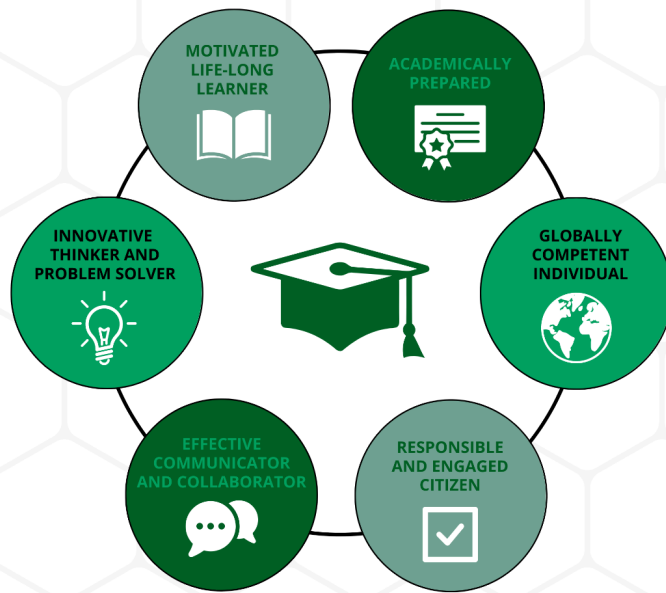 MOTIVATED
LIFE-LONG
LEARNER
ACADEMICALLY
PREPARED
INNOVATIVE
THINKER AND
PROBLEM SOLVER
GLOBALLY
COMPETENT
INDIVIDUAL
EFFECTIVE
COMMUNICATOR
AND COLLABORATOR
RESPONSIBLE
AND ENGAGED
CITIZEN